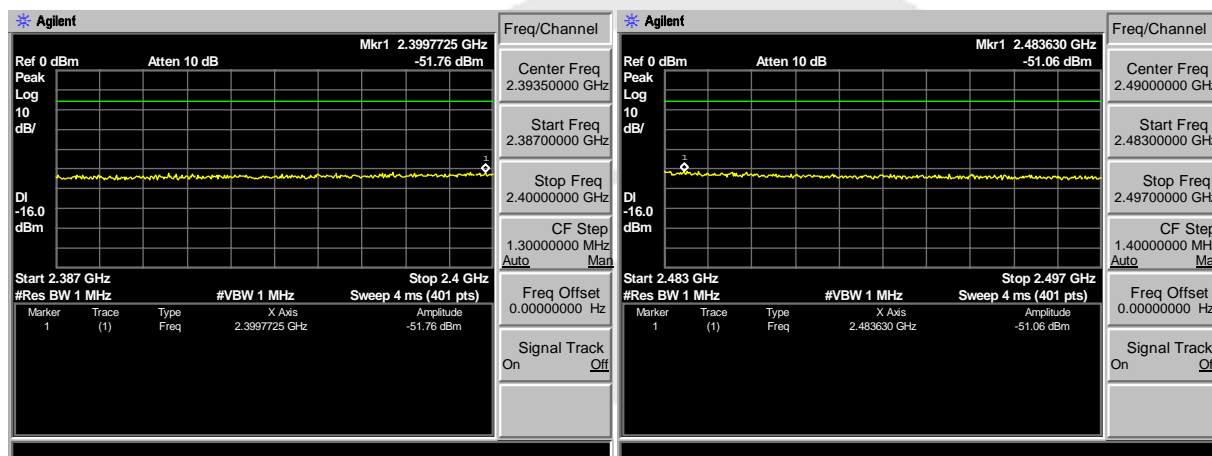 Agilent
Freq/Channel
Mkr1 2.3997725 GHz
Ref 0 dBm Atten 10 dB -51.76 dBm
Peak
Log
10
dB/
1
DI
-16.0
dBm
Start 2.387 GHz Stop 2.4 GHz
#Res BW 1 MHz #VBW 1 MHz Sweep 4 ms (401 pts)
Marker Trace Type X Axis Amplitude
1 (1) Freq 2.3997725 GHz -51.76 dBm
Center Freq
2.39350000 GHz
Start Freq
2.38700000 GHz
Stop Freq
2.40000000 GHz
CF Step
1.30000000 MHz
Auto Man
Freq Offset
0.00000000 Hz
Signal Track
On Off
Agilent
Freq/Channel
Mkr1 2.483630 GHz
Ref 0 dBm Atten 10 dB -51.06 dBm
Peak
Log
10
dB/
1
DI
-16.0
dBm
Start 2.483 GHz Stop 2.497 GHz
#Res BW 1 MHz #VBW 1 MHz Sweep 4 ms (401 pts)
Marker Trace Type X Axis Amplitude
1 (1) Freq 2.483630 GHz -51.06 dBm
Center Freq
2.49000000 GH
Start Freq
2.48300000 GH
Stop Freq
2.49700000 GH
CF Step
1.40000000 MH
Auto Ma
Freq Offset
0.00000000 Hz
Signal Track
On Of